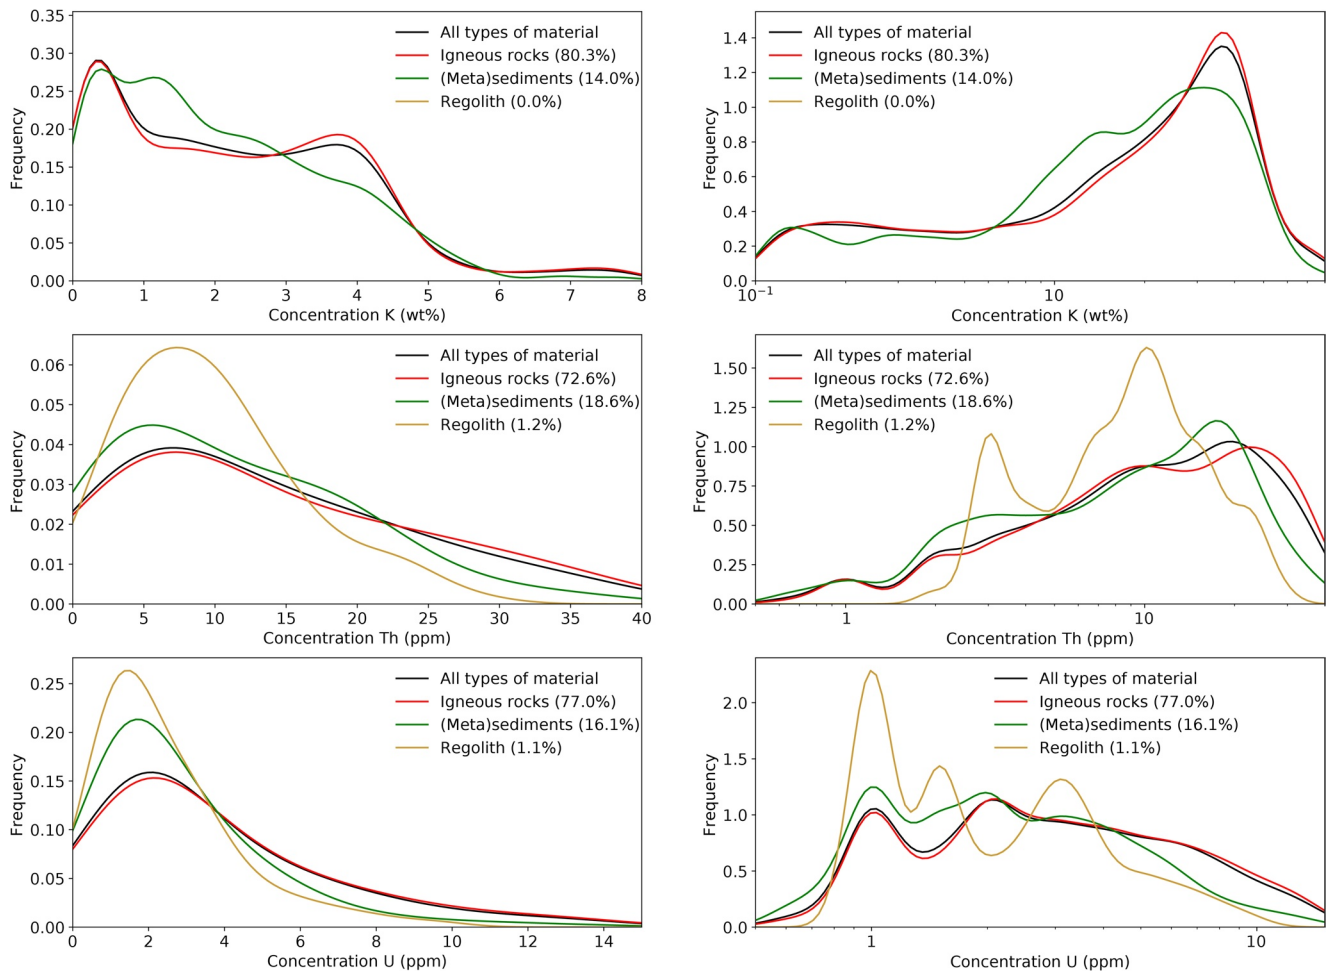 0.35
0.30
0.25
0.20
0.15
0.10
0.05
0.00
Frequency
All types of material
Igneous rocks (80.3%)
(Meta)sediments (14.0%)
Regolith (0.0%)
0 1 2 3 4 5 6 7 8
Concentration K (wt%)
1.4
1.2
1.0
0.8
0.6
0.4
0.2
0.0
Frequency
All types of material
Igneous rocks (80.3%)
(Meta)sediments (14.0%)
Regolith (0.0%)
10⁻¹ 10
Concentration K (wt%)
0.06
0.05
0.04
0.03
0.02
0.01
0.00
Frequency
All types of material
Igneous rocks (72.6%)
(Meta)sediments (18.6%)
Regolith (1.2%)
0 5 10 15 20 25 30 35 40
Concentration Th (ppm)
1.50
1.25
1.00
0.75
0.50
0.25
0.00
Frequency
All types of material
Igneous rocks (72.6%)
(Meta)sediments (18.6%)
Regolith (1.2%)
1 10
Concentration Th (ppm)
0.25
0.20
0.15
0.10
0.05
0.00
Frequency
All types of material
Igneous rocks (77.0%)
(Meta)sediments (16.1%)
Regolith (1.1%)
0 2 4 6 8 10 12 14
Concentration U (ppm)
2.0
1.5
1.0
0.5
0.0
Frequency
All types of material
Igneous rocks (77.0%)
(Meta)sediments (16.1%)
Regolith (1.1%)
1 10
Concentration U (ppm)